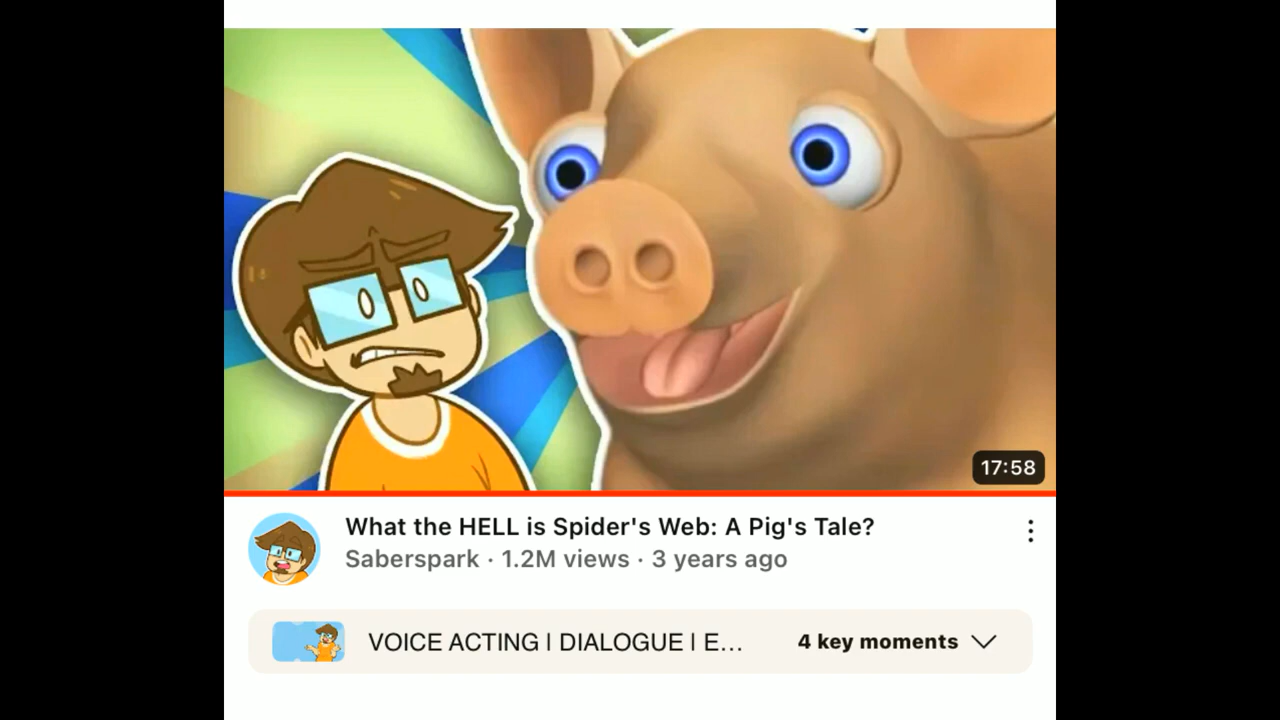 17:58
What the HELL is Spider's Web: A Pig's Tale?
Saberspark · 1.2M views · 3 years ago
VOICE ACTING | DIALOGUE | E... 4 key moments